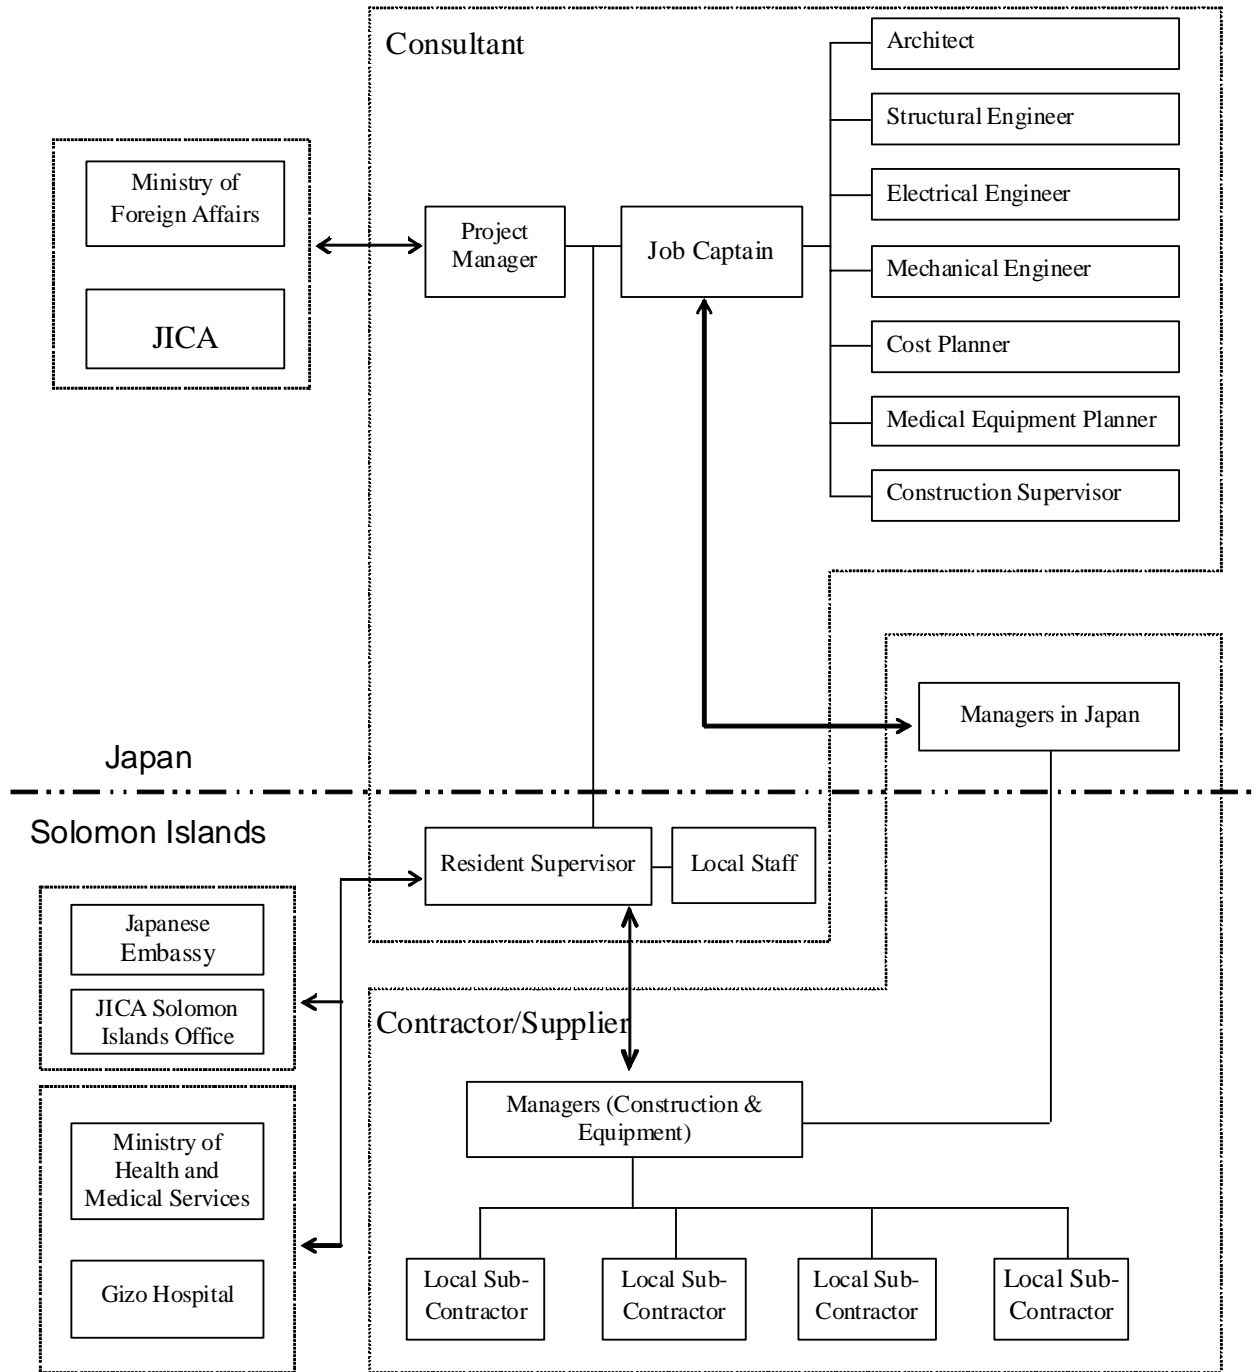 Consultant
Architect
Structural Engineer
Electrical Engineer
Mechanical Engineer
Cost Planner
Medical Equipment Planner
Construction Supervisor
Ministry of
Foreign Affairs
JICA
Project
Manager
Job Captain
Managers in Japan
Japan
Solomon Islands
Resident Supervisor
Local Staff
Japanese
Embassy
JICA Solomon
Islands Office
Ministry of
Health and
Medical Services
Gizo Hospital
Contractor/Supplier
Managers (Construction &
Equipment)
Local Sub-
Contractor
Local Sub-
Contractor
Local Sub-
Contractor
Local Sub-
Contractor